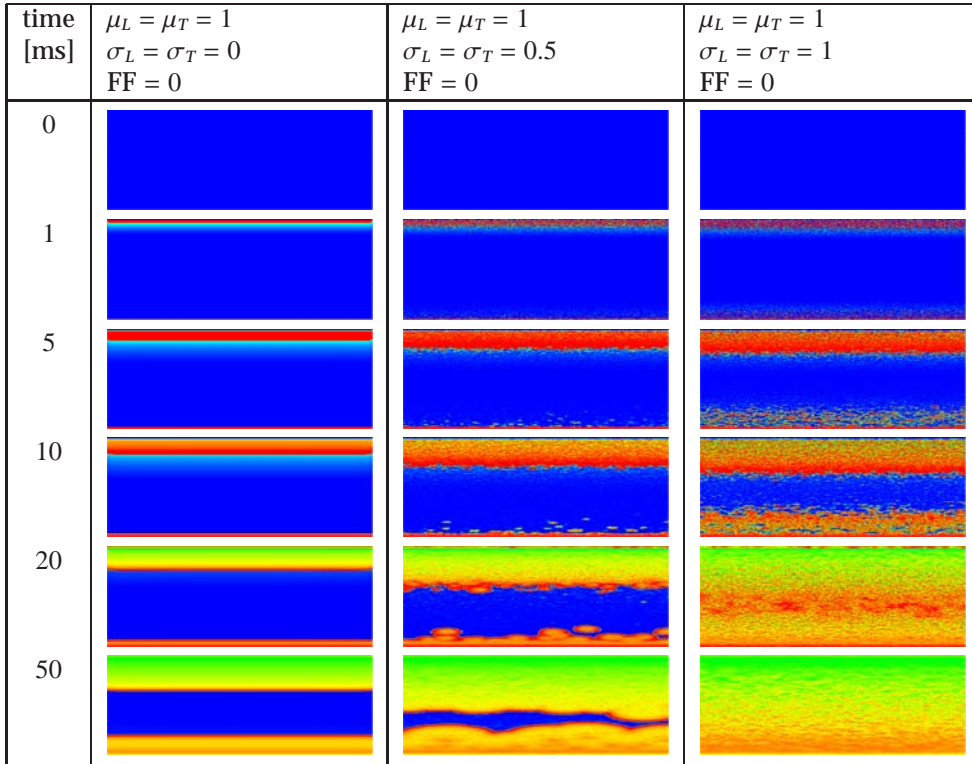 time
[ms]
μL = μT = 1
σL = σT = 0
FF = 0
μL = μT = 1
σL = σT = 0.5
FF = 0
μL = μT = 1
σL = σT = 1
FF = 0
0
1
5
10
20
50